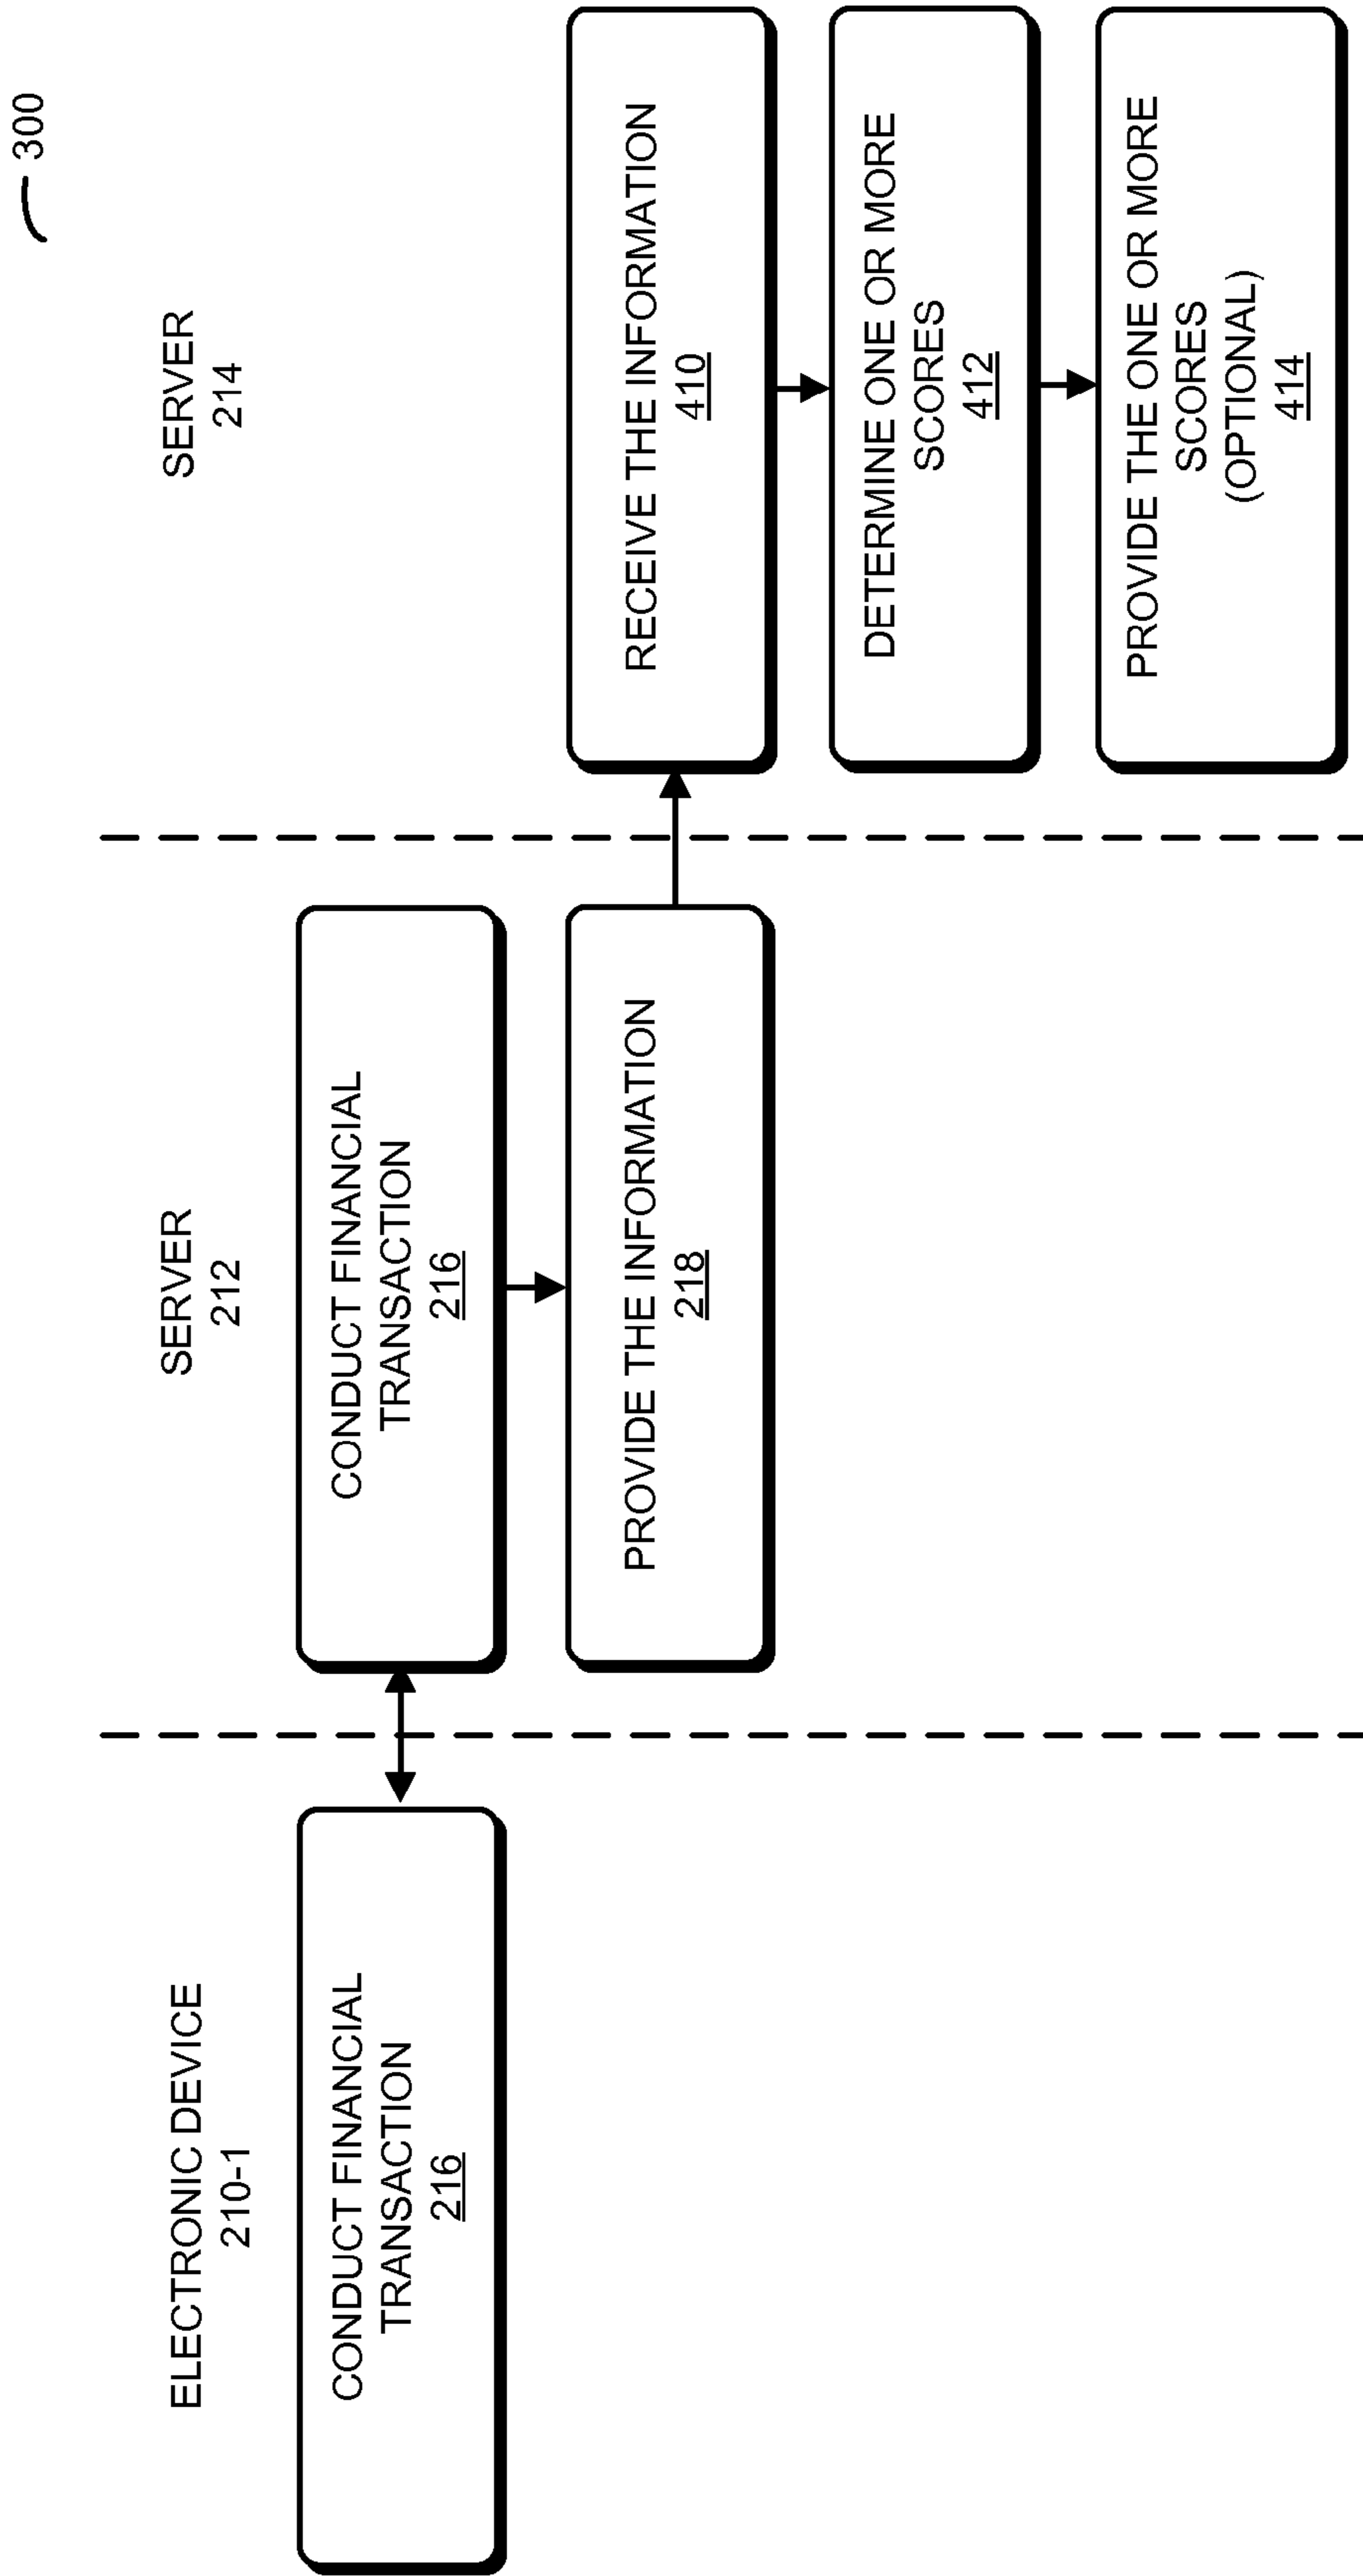 300
ELECTRONIC DEVICE
210-1
SERVER
212
SERVER
214
CONDUCT FINANCIAL
TRANSACTION
216
CONDUCT FINANCIAL
TRANSACTION
216
PROVIDE THE INFORMATION
218
RECEIVE THE INFORMATION
410
DETERMINE ONE OR MORE
SCORES
412
PROVIDE THE ONE OR MORE
SCORES
(OPTIONAL)
414